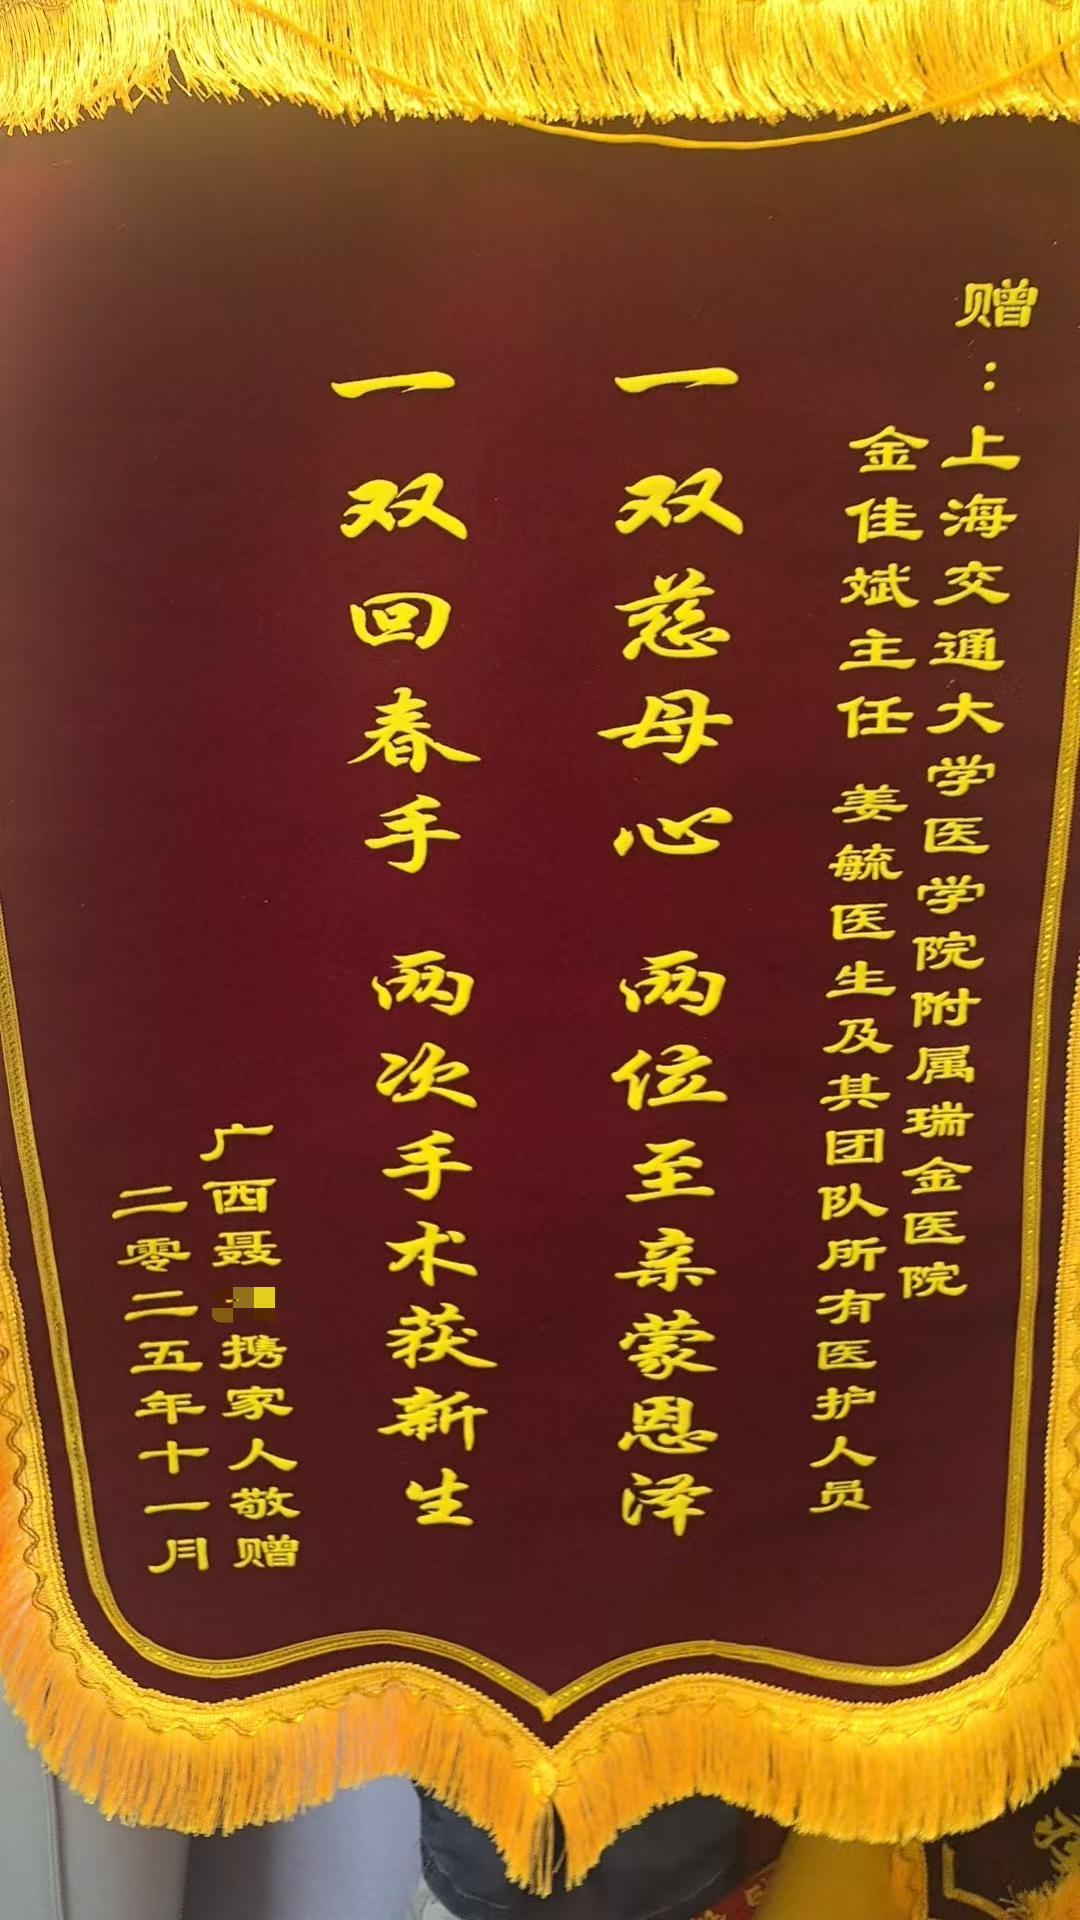 赠：上海交通大学医学院附属瑞金医院
金佳斌主任 姜毓医生及其团队所有医护人员
一双慈母心 两位至亲蒙恩泽
一双回春手 两次手术获新生
广西聂携家人敬赠
二零二五年十一月